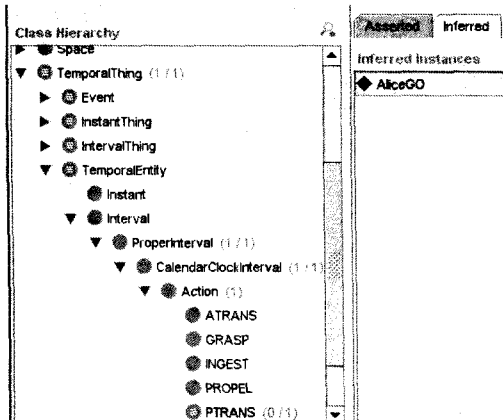 Class Hierarchy
Space
TemporalThing (1 / 1)
Event
InstantThing
IntervalThing
TemporalEntity
Instant
Interval
ProperInterval (1 / 1)
CalendarClockInterval (1 / 1)
Action (1)
ATRANS
GRASP
INGEST
PROPEL
PTRANS (0 / 1)
Asserted Inferred
Inferred Instances
AliceGO